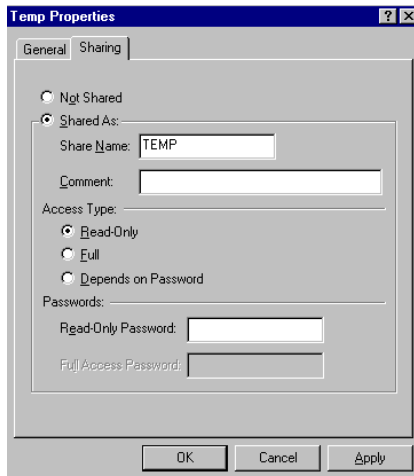 Temp Properties
General Sharing
Not Shared
Shared As:
Share Name: TEMP
Comment:
Access Type:
Read-Only
Full
Depends on Password
Passwords:
Read-Only Password:
Full Access Password:
OK Cancel Apply